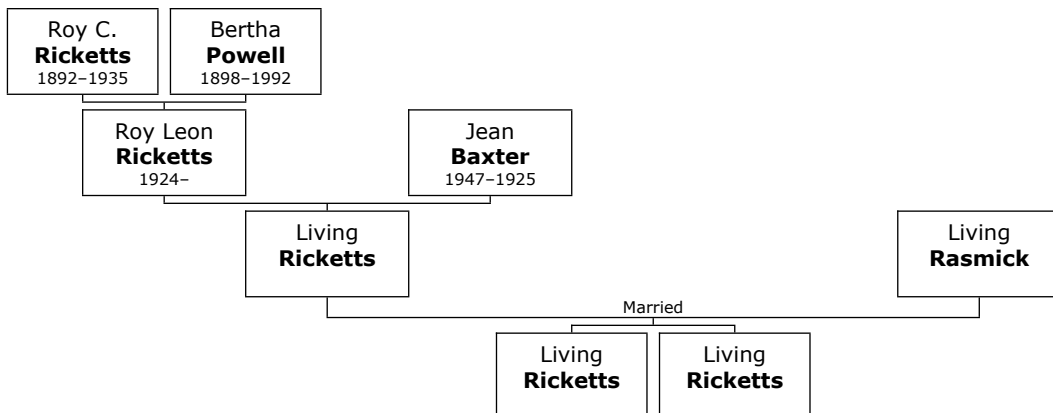 Roy C.
Ricketts
1892–1935
Bertha
Powell
1898–1992
Roy Leon
Ricketts
1924–
Jean
Baxter
1947–1925
Living
Ricketts
Living
Rasmick
Married
Living
Ricketts
Living
Ricketts